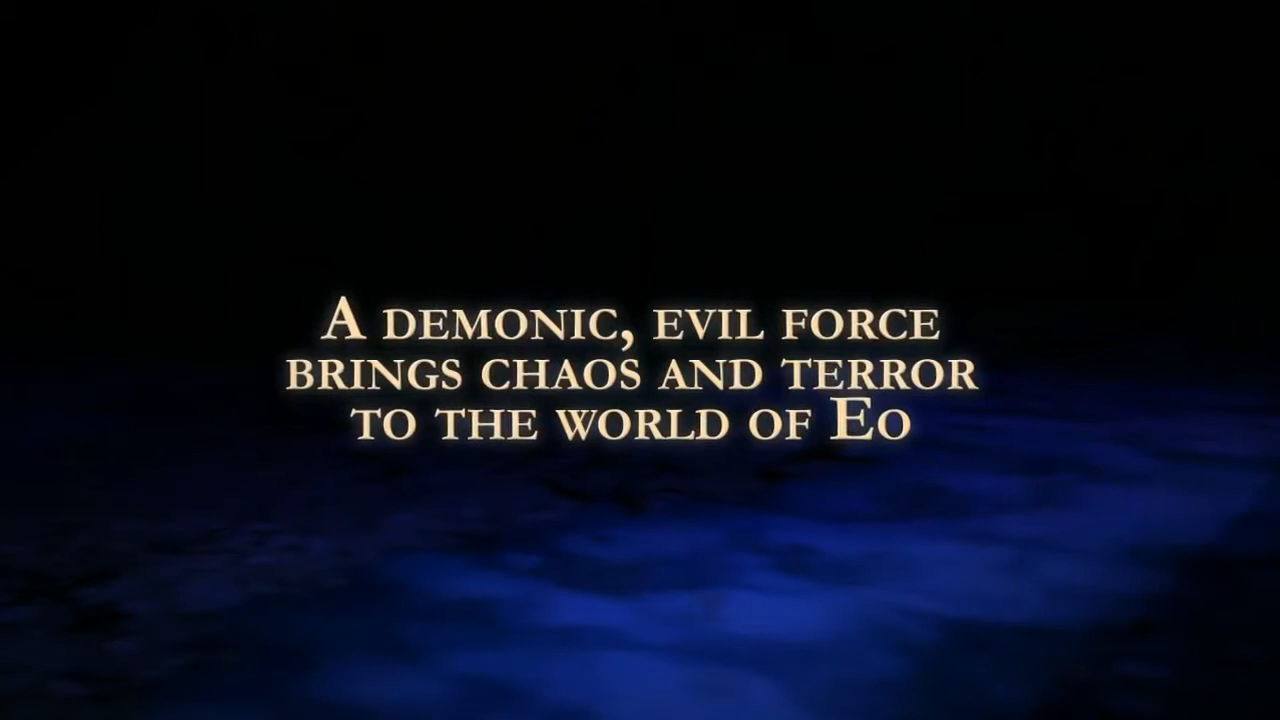 A DEMONIC, EVIL FORCE
BRINGS CHAOS AND TERROR
TO THE WORLD OF EO